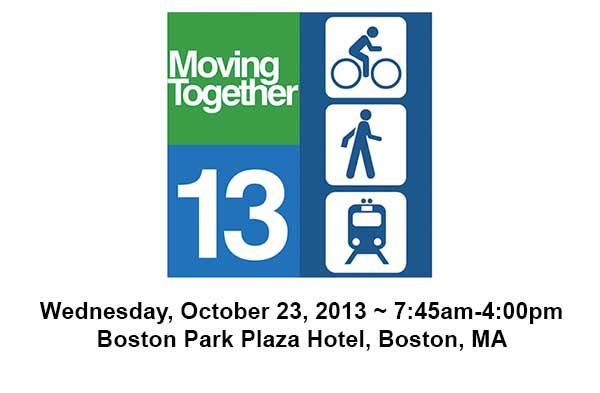 Moving
Together
13
Wednesday, October 23, 2013 ~ 7:45am-4:00pm
Boston Park Plaza Hotel, Boston, MA